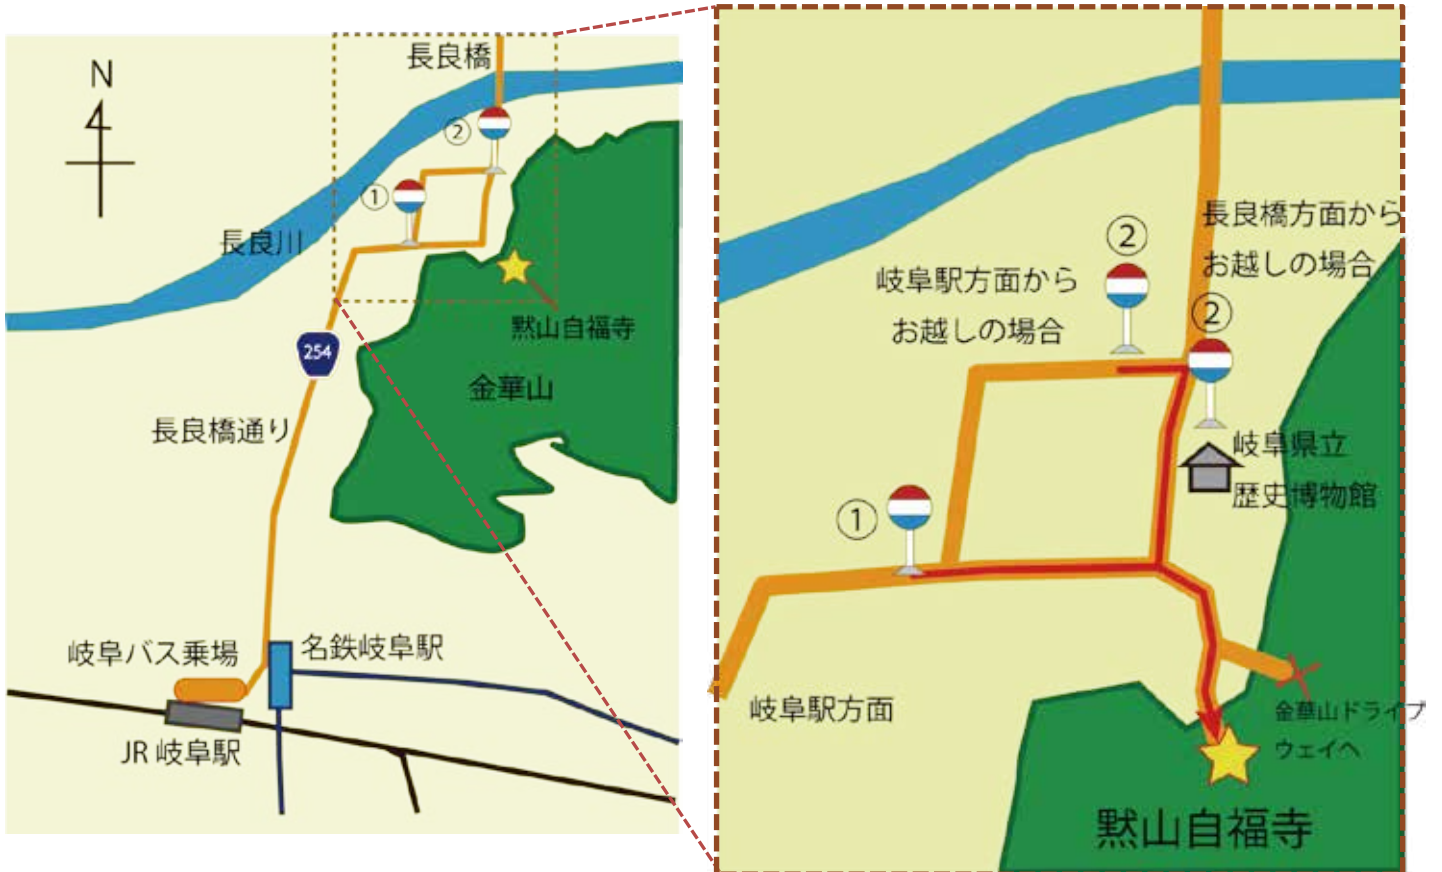 N
長良橋
②
①
長良川
黙山自福寺
254
金華山
長良橋通り
岐阜バス乗場
名鉄岐阜駅
JR 岐阜駅
長良橋方面から
お越しの場合
②
岐阜駅方面から
お越しの場合
②
岐阜県立
歴史博物館
①
岐阜駅方面
金華山ドライブ
ウェイへ
黙山自福寺